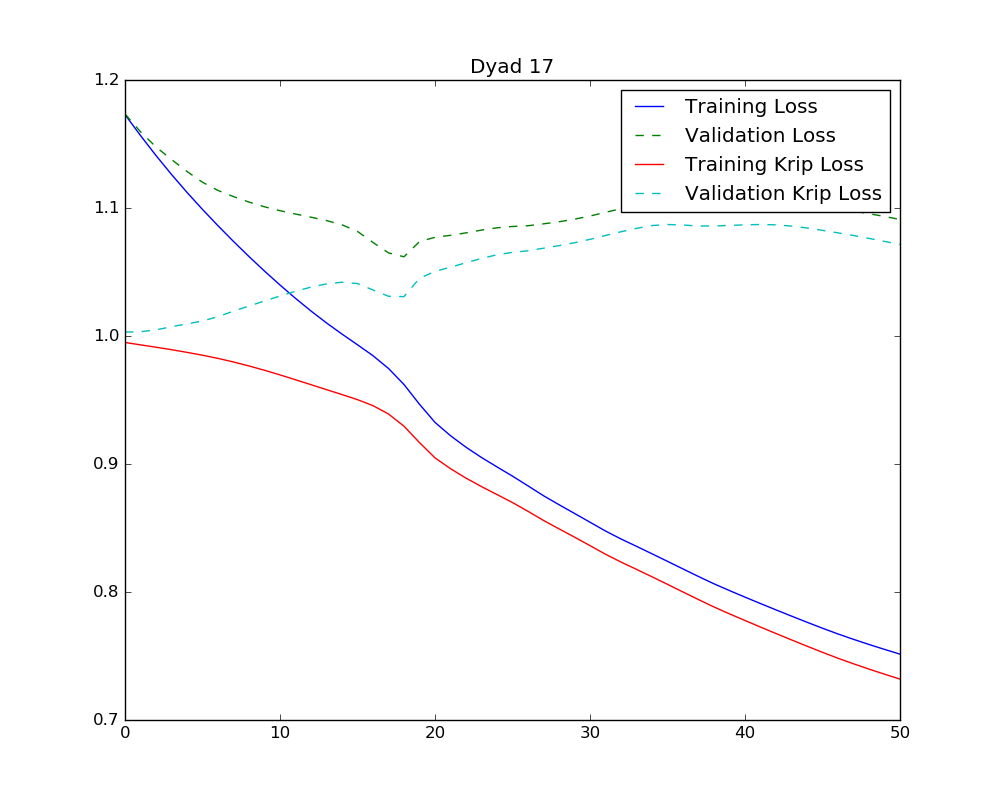 Dyad 17
1.2
1.1
1.0
0.9
0.8
0.7
0
10
20
30
40
50
Training Loss
Validation Loss
Training Krip Loss
Validation Krip Loss